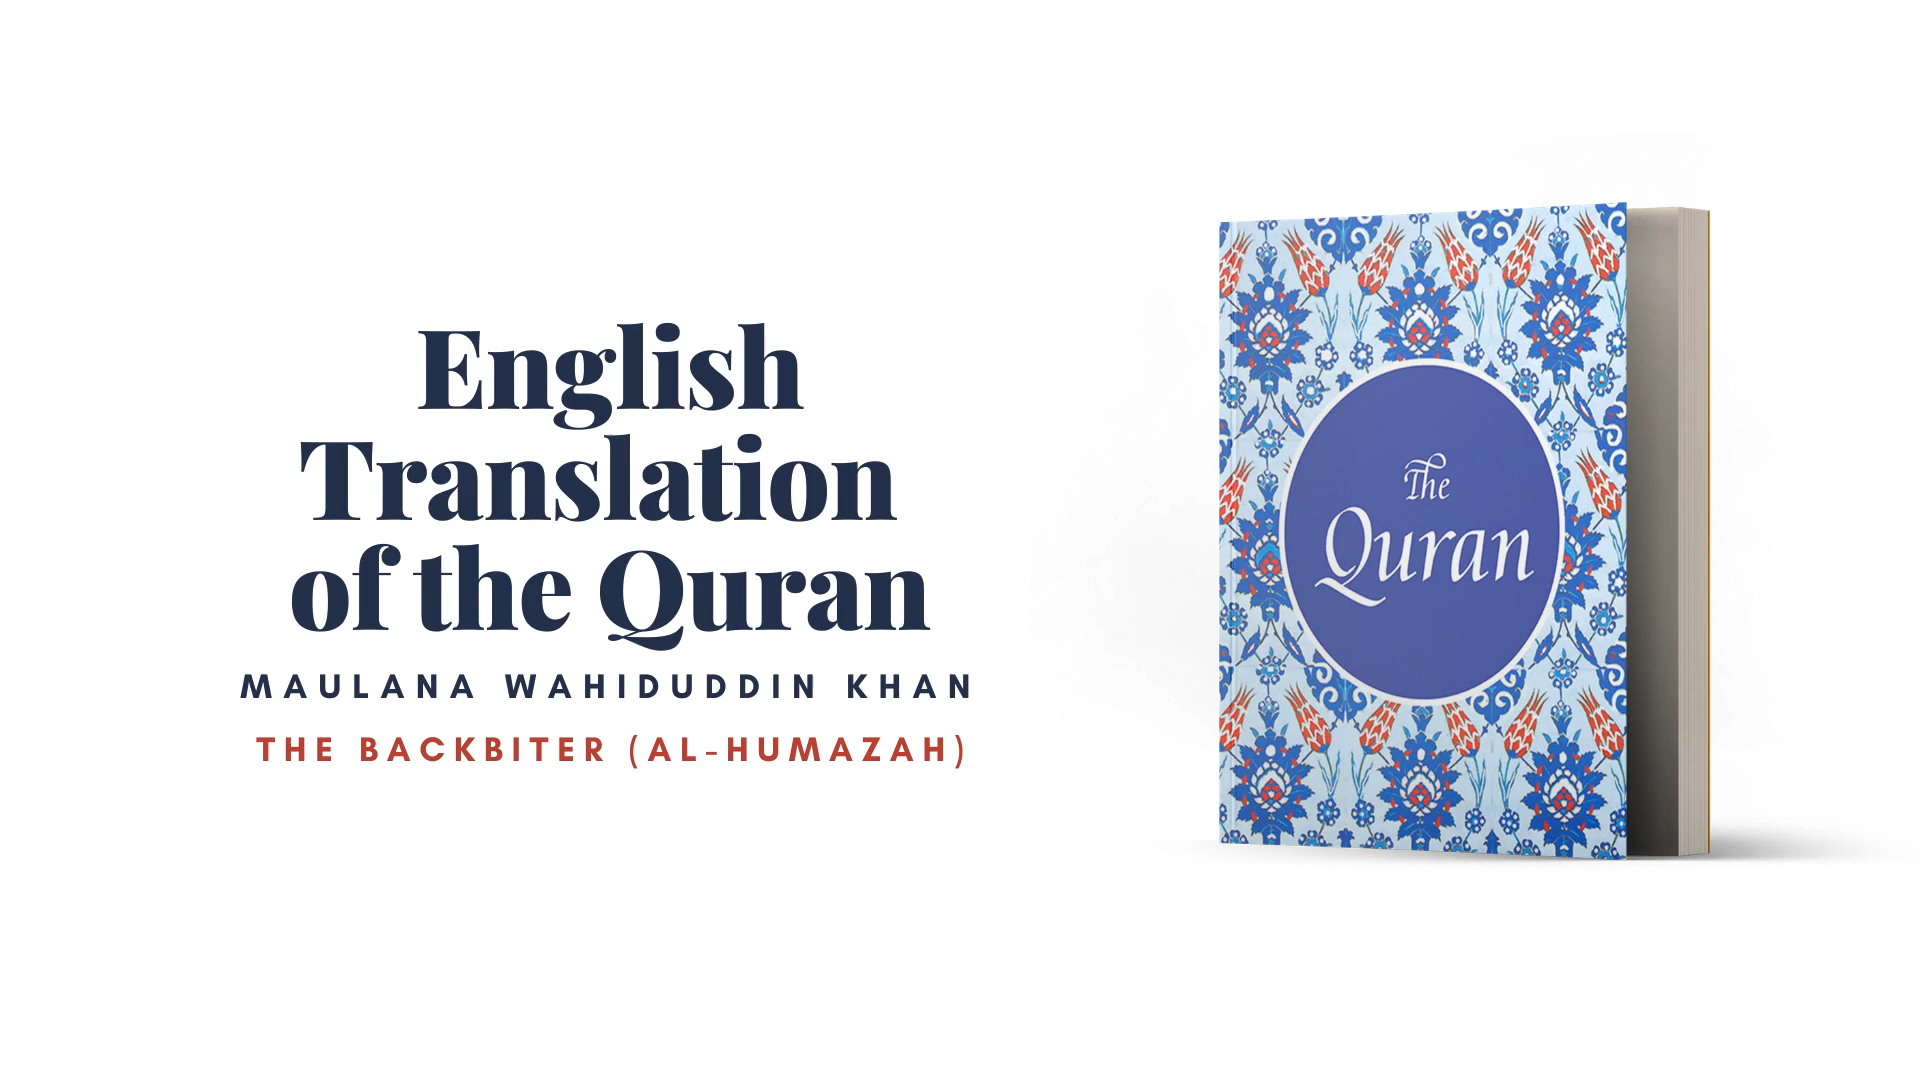 English
Translation
of the Quran
MAULANA WAHIDUDDIN KHAN
THE BACKBITER (AL-HUMAZAH)
The
Quran